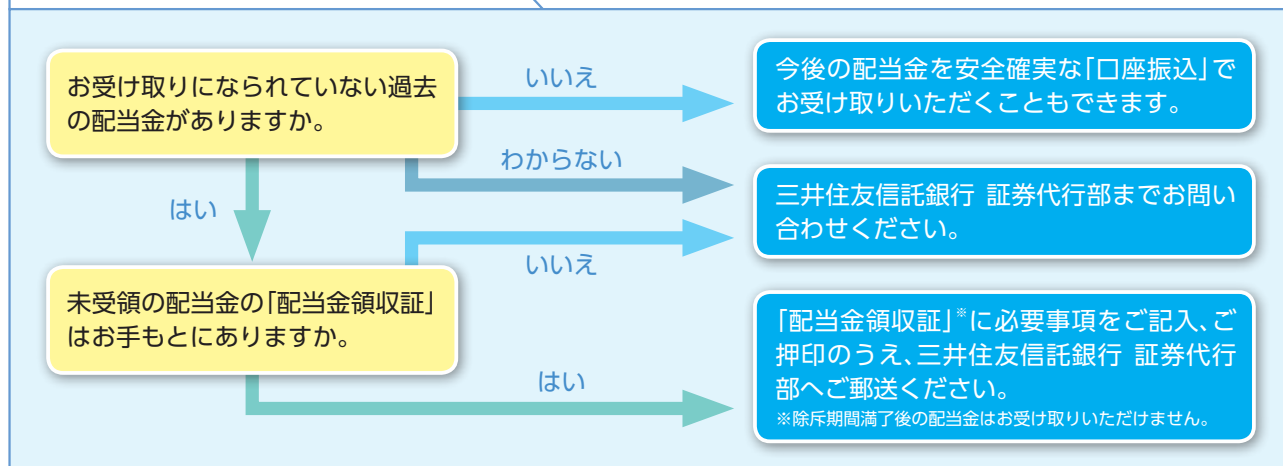 お受け取りになられていない過去
の配当金がありますか。
いいえ
今後の配当金を安全確実な「口座振込」で
お受け取りいただくこともできます。
わからない
三井住友信託銀行 証券代行部までお問い
合わせください。
はい
いいえ
未受領の配当金の「配当金領収証」
はお手もとにありますか。
はい
「配当金領収証」※に必要事項をご記入、ご
押印のうえ、三井住友信託銀行 証券代行
部へご郵送ください。
※除斥期間満了後の配当金はお受け取りいただけません。